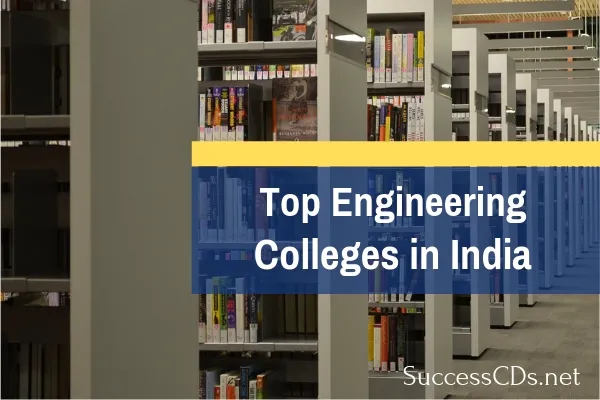 Top Engineering
Colleges in India
SuccessCDs.net